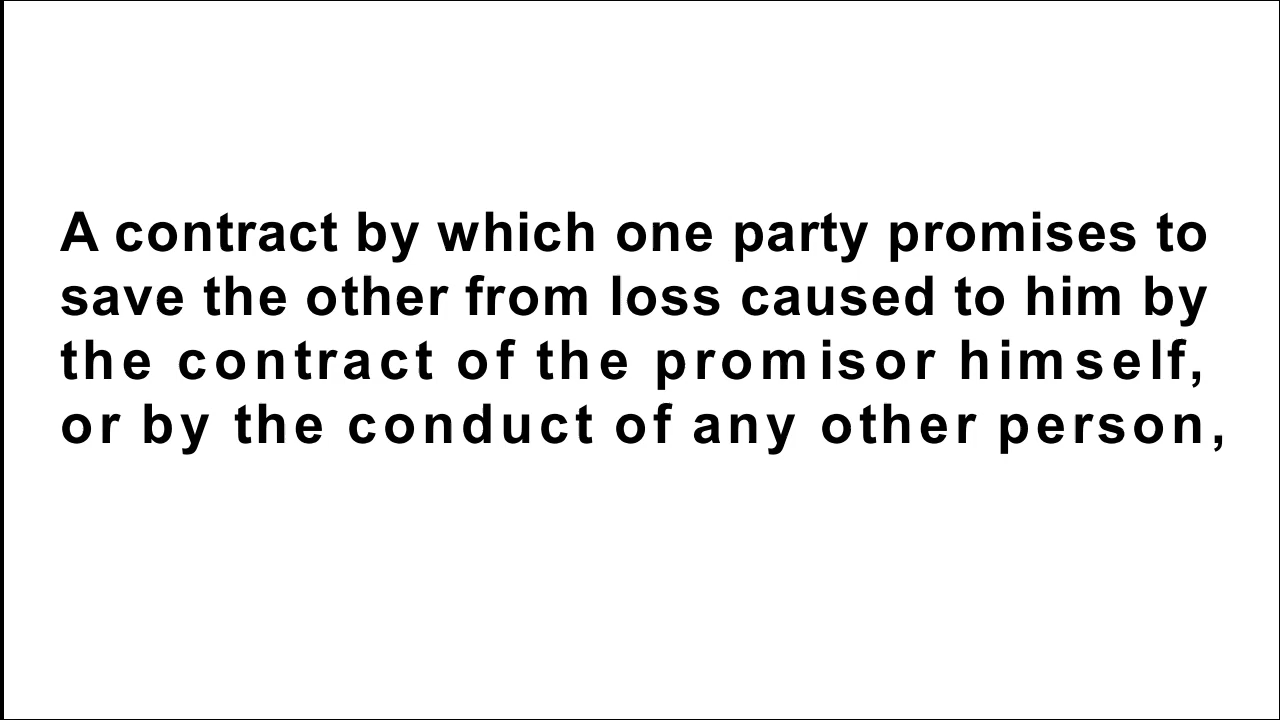 A contract by which one party promises to
save the other from loss caused to him by
the contract of the promisor himself,
or by the conduct of any other person,